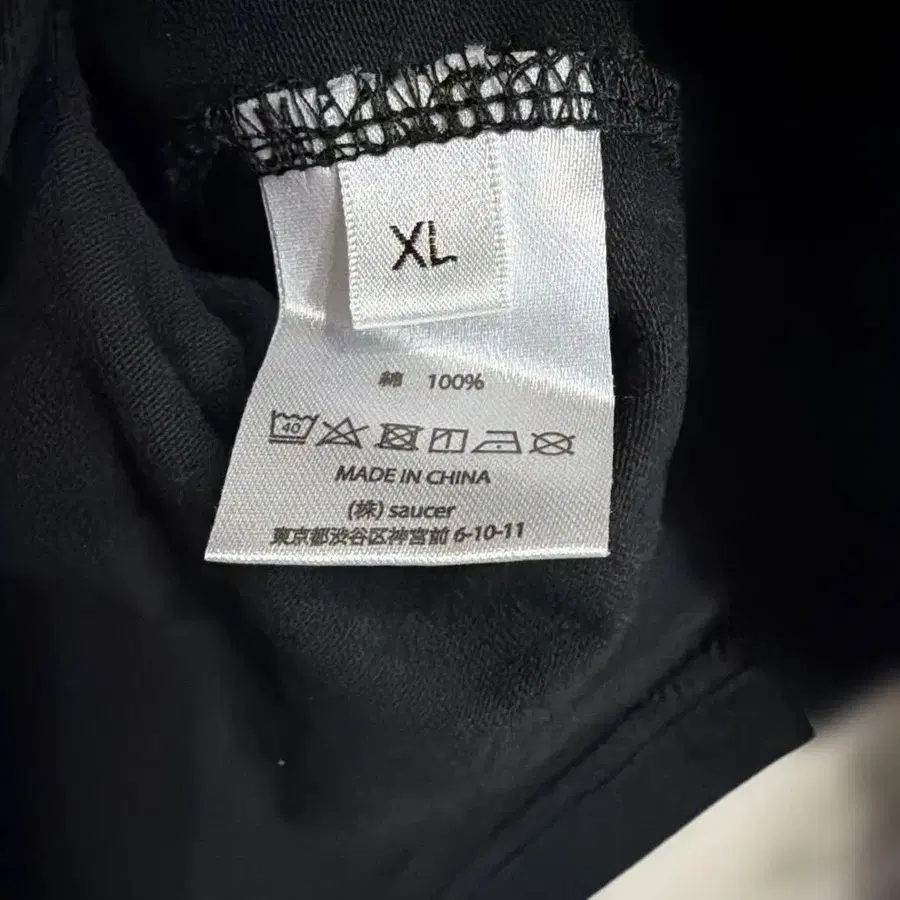 XL
綿 100%
40
MADE IN CHINA
(株) saucer
東京都渋谷区神宮前 6-10-11